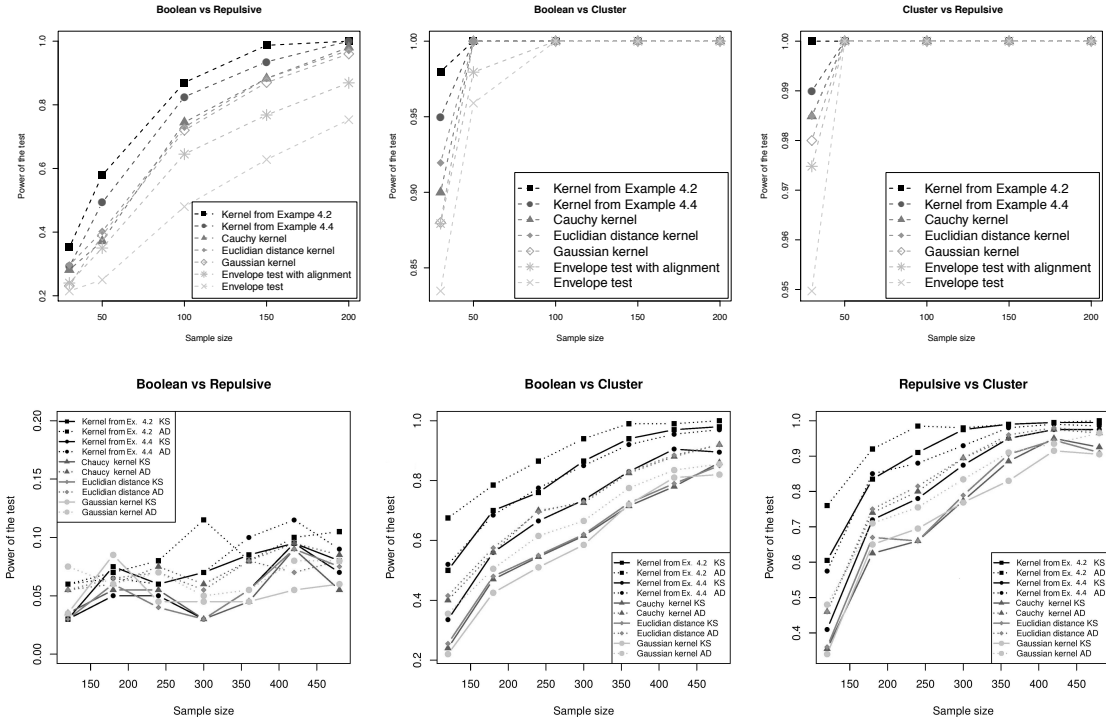 Boolean vs Repulsive
Power of the test
1.0
0.8
0.6
0.4
0.2
Kernel from Exampe 4.2
Kernel from Example 4.4
Cauchy kernel
Euclidian distance kernel
Gaussian kernel
Envelope test with alignment
Envelope test
50
100
150
200
Sample size
Boolean vs Cluster
Power of the test
1.00
0.95
0.90
0.85
Kernel from Example 4.2
Kernel from Example 4.4
Cauchy kernel
Euclidian distance kernel
Gaussian kernel
Envelope test with alignment
Envelope test
50
100
150
200
Sample size
Cluster vs Repulsive
Power of the test
1.00
0.99
0.98
0.97
0.96
0.95
Kernel from Example 4.2
Kernel from Example 4.4
Cauchy kernel
Euclidian distance kernel
Gaussian kernel
Envelope test with alignment
Envelope test
50
100
150
200
Sample size
Boolean vs Repulsive
Power of the test
0.20
0.15
0.10
0.05
0.00
Kernel from Ex. 4.2 KS
Kernel from Ex. 4.2 AD
Kernel from Ex. 4.4 KS
Kernel from Ex. 4.4 AD
Chaucy kernel KS
Chaucy kernel AD
Euclidian distance KS
Euclidian distance AD
Gaussian kernel KS
Gaussian kernel AD
150
200
250
300
350
400
450
Sample size
Boolean vs Cluster
Power of the test
1.0
0.8
0.6
0.4
0.2
Kernel from Ex. 4.2 KS
Kernel from Ex. 4.2 AD
Kernel from Ex. 4.4 KS
Kernel from Ex. 4.4 AD
Cauchy kernel KS
Cauchy kernel AD
Euclidian distance KS
Euclidian distance AD
Gaussian kernel KS
Gaussian kernel AD
150
200
250
300
350
400
450
Sample size
Repulsive vs Cluster
Power of the test
1.0
0.9
0.8
0.7
0.6
0.5
0.4
Kernel from Ex. 4.2 KS
Kernel from Ex. 4.2 AD
Kernel from Ex. 4.4 KS
Kernel from Ex. 4.4 AD
Cauchy kernel KS
Cauchy kernel AD
Euclidian distance KS
Euclidian distance AD
Gaussian kernel KS
Gaussian kernel AD
150
200
250
300
350
400
450
Sample size